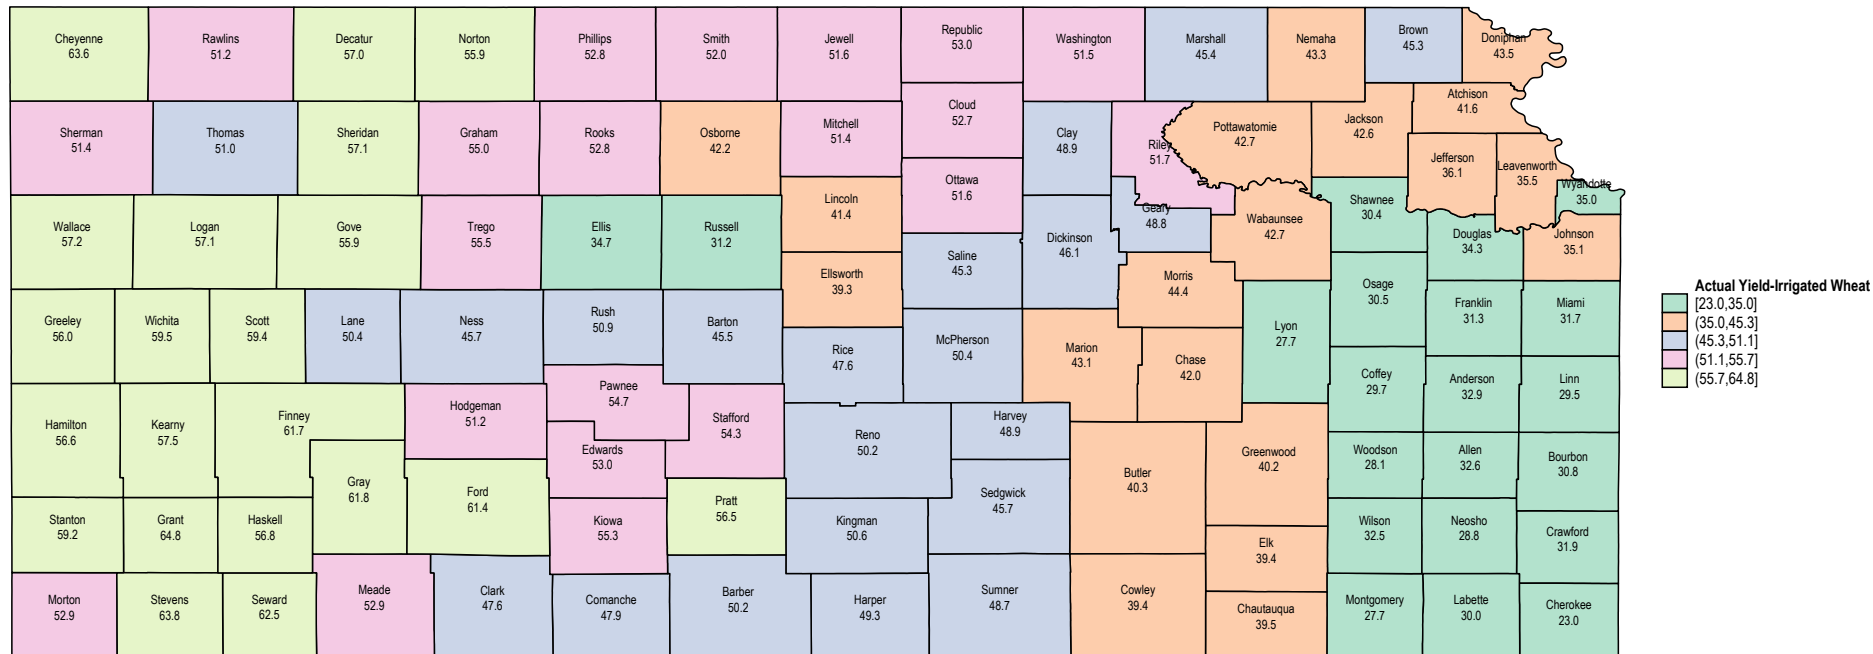 Cheyenne
63.6
Rawlins
51.2
Decatur
57.0
Norton
55.9
Phillips
52.8
Smith
52.0
Jewell
51.6
Republic
53.0
Washington
51.5
Marshall
45.4
Nemaha
43.3
Brown
45.3
Doniphan
43.5
Sherman
51.4
Thomas
51.0
Sheridan
57.1
Graham
55.0
Rooks
52.8
Osborne
42.2
Mitchell
51.4
Cloud
52.7
Clay
48.9
Riley
51.7
Pottawatomie
42.7
Jackson
42.6
Atchison
41.6
Jefferson
36.1
Leavenworth
35.5
Wyandotte
35.0
Wallace
57.2
Logan
57.1
Gove
55.9
Trego
55.5
Ellis
34.7
Russell
31.2
Lincoln
41.4
Ottawa
51.6
Saline
45.3
Dickinson
46.1
Geary
48.8
Wabaunsee
42.7
Shawnee
30.4
Douglas
34.3
Johnson
35.1
Ellsworth
39.3
Morris
44.4
Osage
30.5
Franklin
31.3
Miami
31.7
Greeley
56.0
Wichita
59.5
Scott
59.4
Lane
50.4
Ness
45.7
Rush
50.9
Barton
45.5
Rice
47.6
McPherson
50.4
Marion
43.1
Chase
42.0
Lyon
27.7
Coffey
29.7
Anderson
32.9
Linn
29.5
Hamilton
56.6
Kearny
57.5
Finney
61.7
Hodgeman
51.2
Pawnee
54.7
Stafford
54.3
Edwards
53.0
Reno
50.2
Harvey
48.9
Butler
40.3
Greenwood
40.2
Woodson
28.1
Allen
32.6
Bourbon
30.8
Gray
61.8
Ford
61.4
Pratt
56.5
Kiowa
55.3
Kingman
50.6
Sedgwick
45.7
Elk
39.4
Wilson
32.5
Neosho
28.8
Crawford
31.9
Stanton
59.2
Grant
64.8
Haskell
56.8
Morton
52.9
Stevens
63.8
Seward
62.5
Meade
52.9
Clark
47.6
Comanche
47.9
Barber
50.2
Harper
49.3
Sumner
48.7
Cowley
39.4
Chautauqua
39.5
Montgomery
27.7
Labette
30.0
Cherokee
23.0
Actual Yield-Irrigated Wheat
[23.0,35.0]
(35.0,45.3]
(45.3,51.1]
(51.1,55.7]
(55.7,64.8]